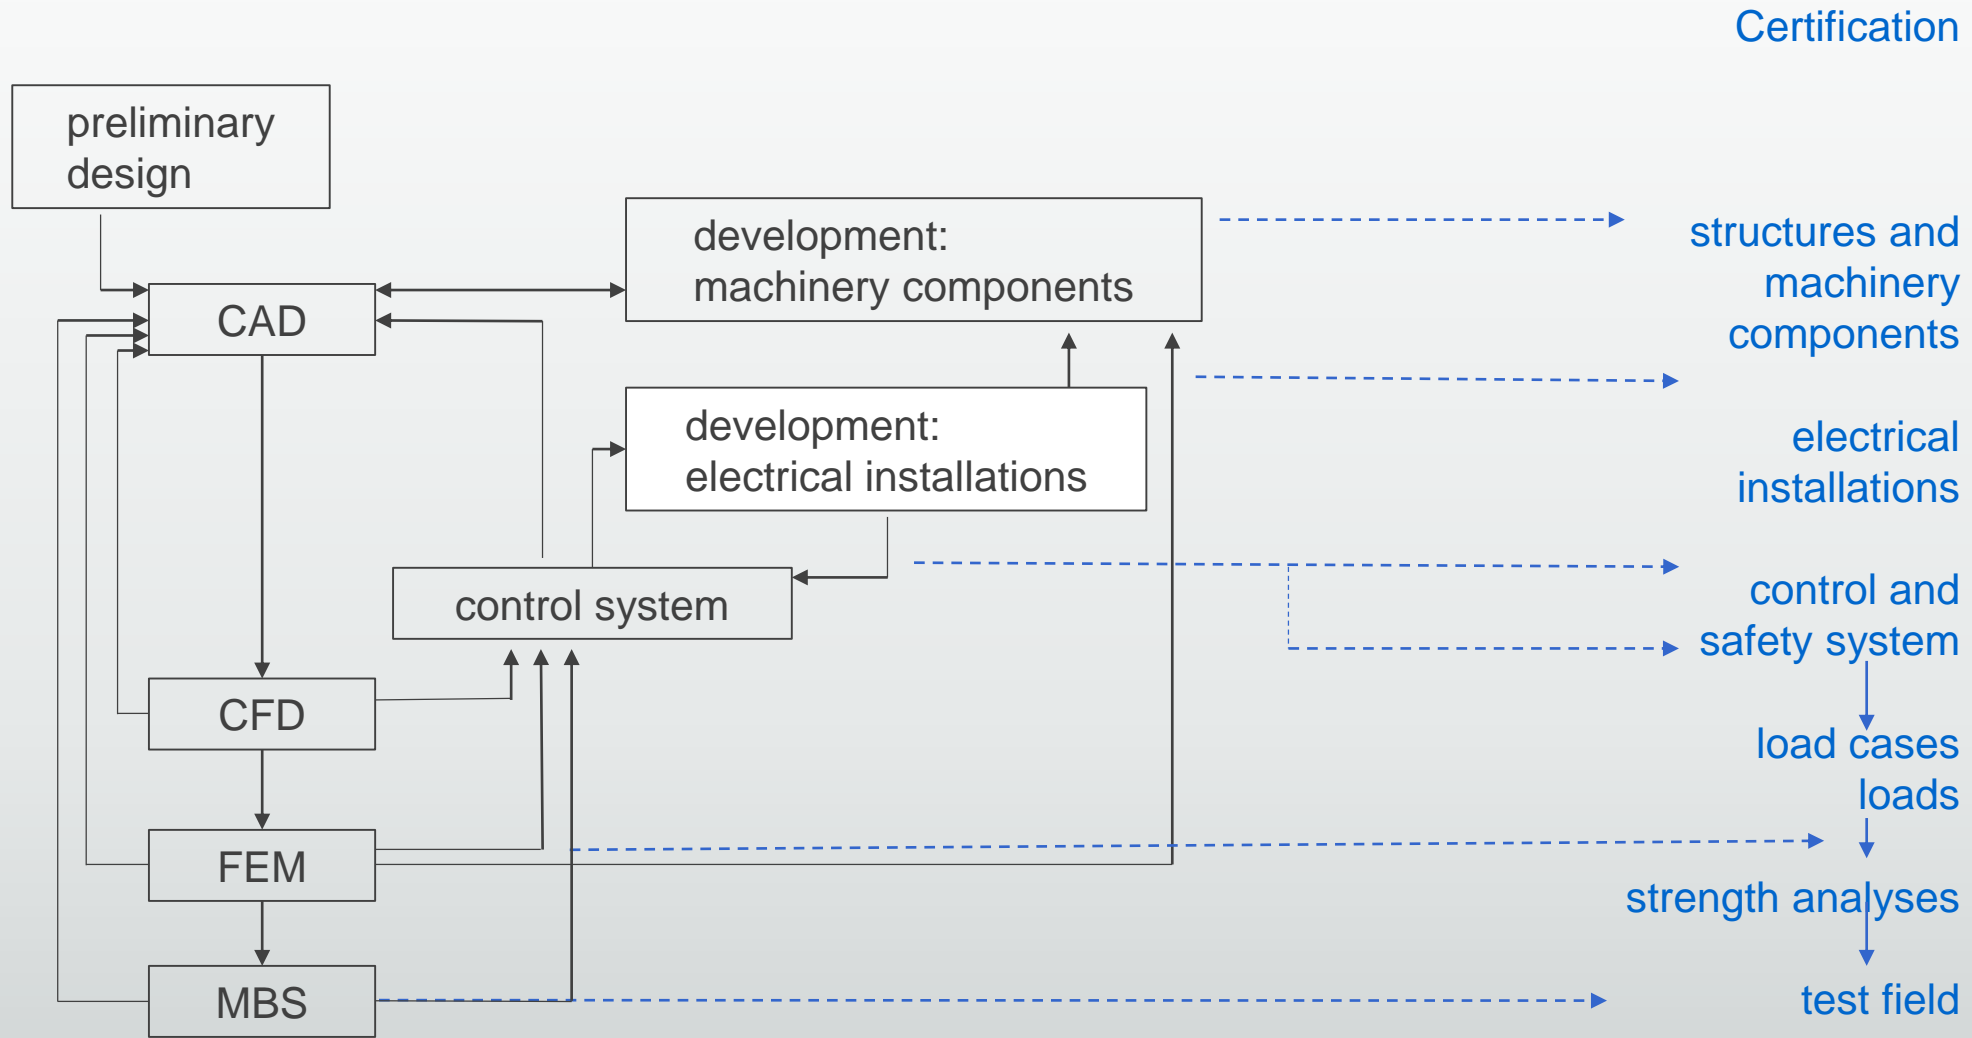 Certification
preliminary
design
development:
machinery components
structures and
machinery
components
CAD
development:
electrical installations
electrical
installations
control system
control and
safety system
CFD
load cases
loads
FEM
strength analyses
MBS
test field